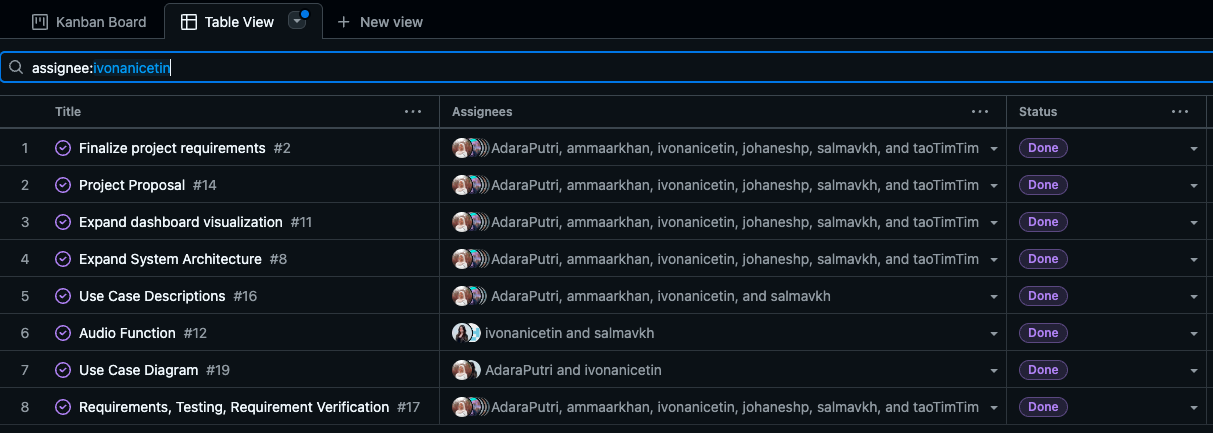 Kanban Board Table View New view
assignee:ivonanicetin
Title Assignees Status
1 Finalize project requirements #2 AdaraPutri, ammaarkhan, ivonanicetin, johaneshp, salmavkh, and taoTimTim Done
2 Project Proposal #14 AdaraPutri, ammaarkhan, ivonanicetin, johaneshp, salmavkh, and taoTimTim Done
3 Expand dashboard visualization #11 AdaraPutri, ammaarkhan, ivonanicetin, johaneshp, salmavkh, and taoTimTim Done
4 Expand System Architecture #8 AdaraPutri, ammaarkhan, ivonanicetin, johaneshp, salmavkh, and taoTimTim Done
5 Use Case Descriptions #16 AdaraPutri, ammaarkhan, ivonanicetin, and salmavkh Done
6 Audio Function #12 ivonanicetin and salmavkh Done
7 Use Case Diagram #19 AdaraPutri and ivonanicetin Done
8 Requirements, Testing, Requirement Verification #17 AdaraPutri, ammaarkhan, ivonanicetin, johaneshp, salmavkh, and taoTimTim Done